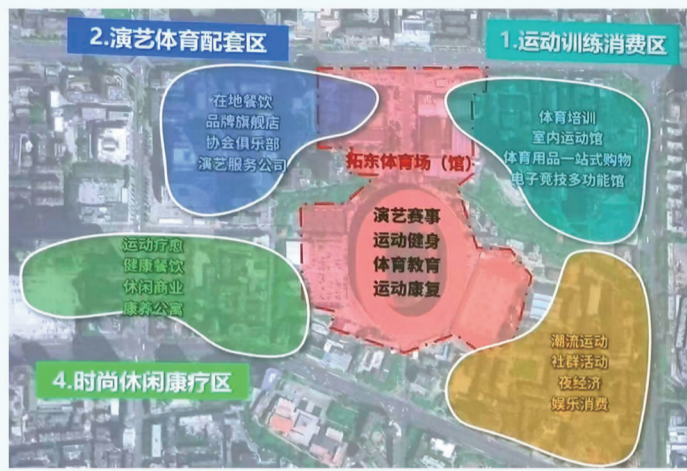 2.演艺体育配套区
1.运动训练消费区
在地餐饮
品牌旗舰店
协会俱乐部
演艺服务公司
体育培训
室内运动馆
体育用品一站式购物
电子竞技多功能馆
拓东体育场（馆）
演艺赛事
运动健身
体育教育
运动康复
运动疗愈
健康餐饮
休闲商业
康养公寓
潮流运动
社群活动
夜经济
娱乐消费
4.时尚休闲康疗区